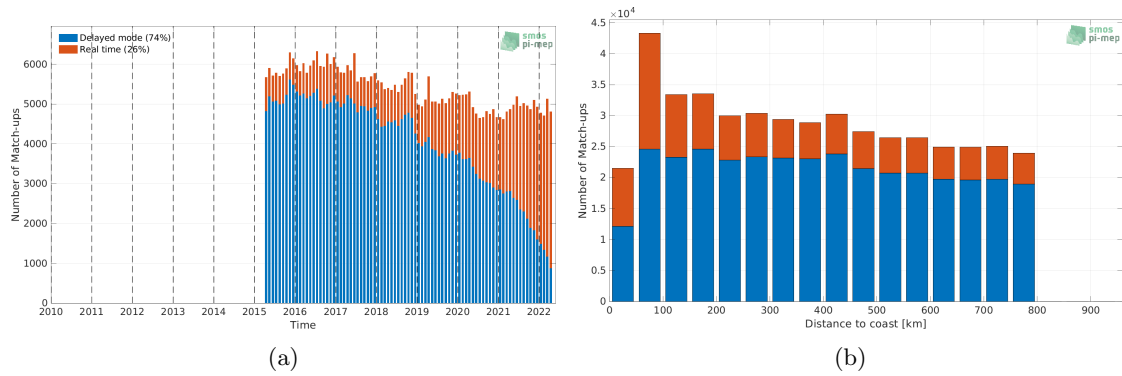 Delayed mode (74%)
Real time (26%)
smos
pi-mep
Number of Match-ups
6000
5000
4000
3000
2000
1000
0
2010 2011 2012 2013 2014 2015 2016 2017 2018 2019 2020 2021 2022
Time
(a)
×10⁴
smos
pi-mep
Number of Match-ups
4.5
4
3.5
3
2.5
2
1.5
1
0.5
0
0 100 200 300 400 500 600 700 800 900
Distance to coast [km]
(b)